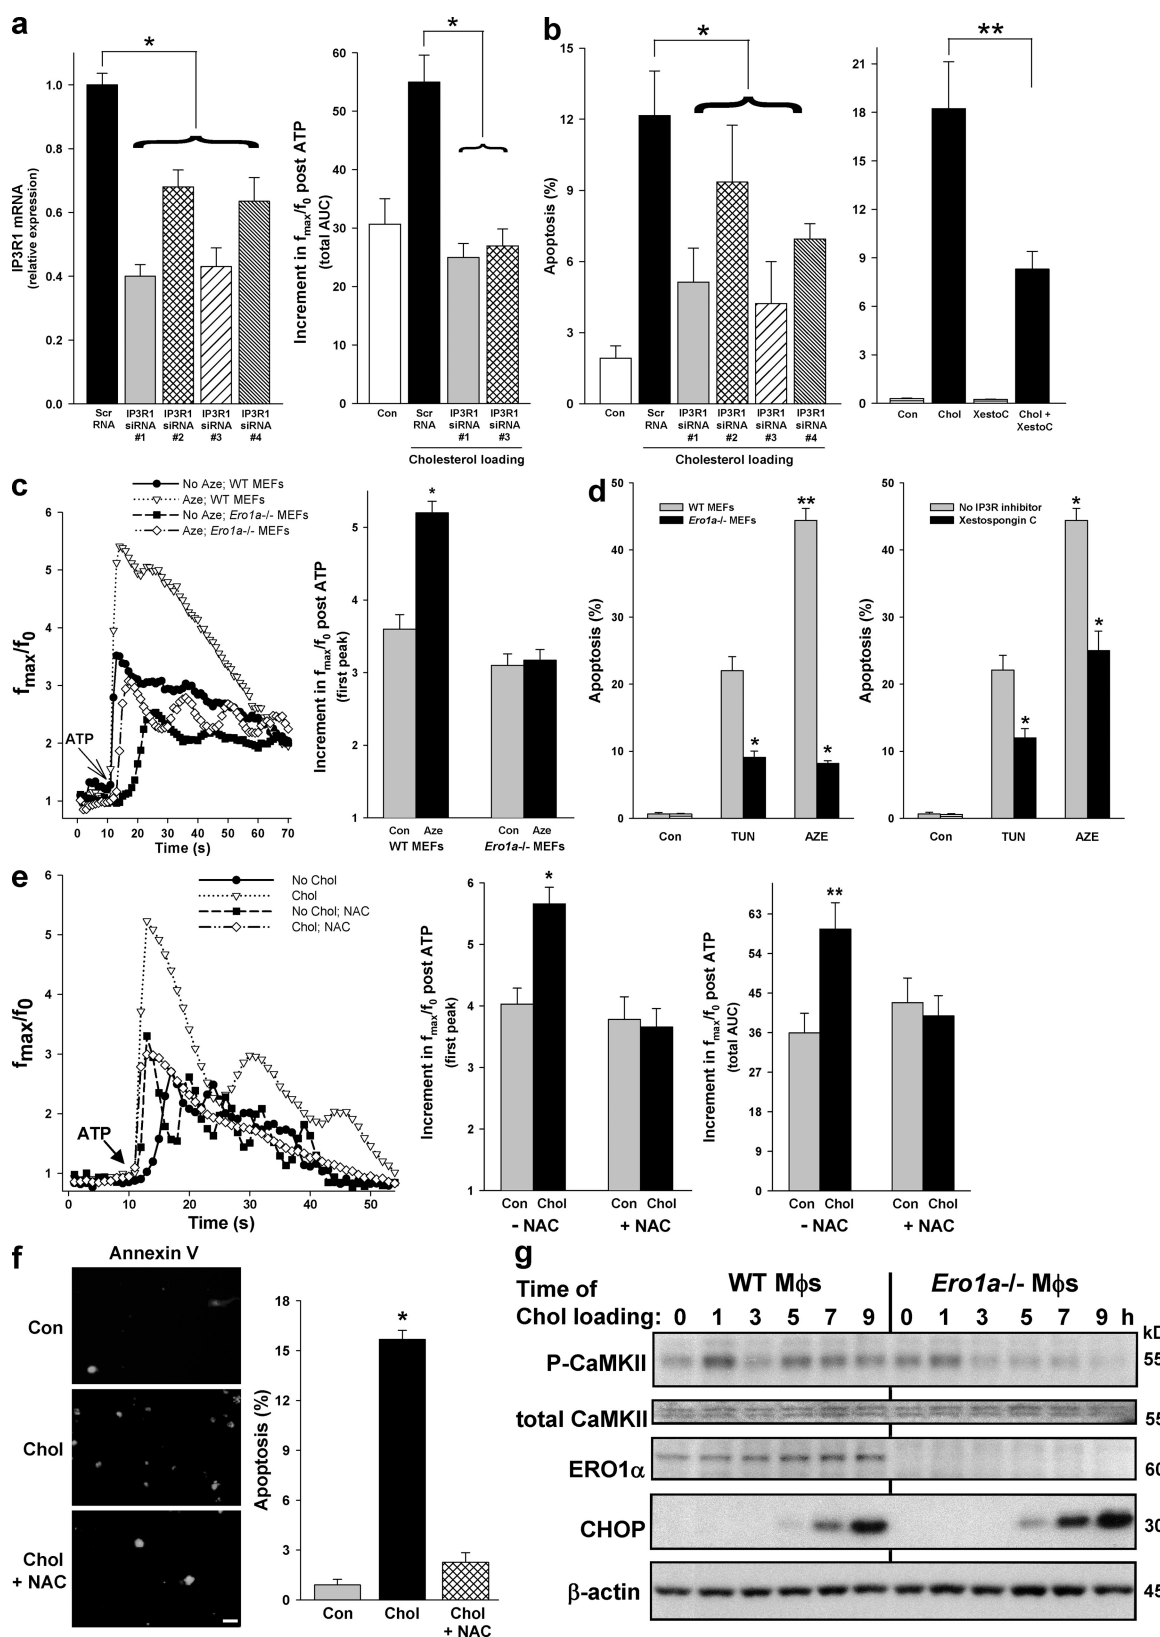 a
*
1.0
0.8
0.6
0.4
0.2
0.0
IP3R1 mRNA
(relative expression)
Scr RNA
IP3R1 siRNA #1
IP3R1 siRNA #2
IP3R1 siRNA #3
IP3R1 siRNA #4
*
60
50
40
30
20
10
0
Increment in fmax/f0 post ATP
(total AUC)
Con
Scr RNA
IP3R1 siRNA #1
IP3R1 siRNA #3
Cholesterol loading
b
*
15
12
9
6
3
0
Apoptosis (%)
Con
Scr RNA
IP3R1 siRNA #1
IP3R1 siRNA #2
IP3R1 siRNA #3
IP3R1 siRNA #4
Cholesterol loading
**
21
18
15
12
9
6
3
0
Con
Chol
XestoC
Chol + XestoC
c
No Aze; WT MEFs
Aze; WT MEFs
No Aze; Ero1a-/- MEFs
Aze; Ero1a-/- MEFs
6
5
4
3
2
1
fmax/f0
ATP
0 10 20 30 40 50 60 70
Time (s)
*
5
4
3
2
1
Increment in fmax/f0 post ATP
(first peak)
Con Aze Con Aze
WT MEFs Ero1a-/- MEFs
d
WT MEFs
Ero1a-/- MEFs
50
40
30
20
10
0
Apoptosis (%)
**
*
*
Con TUN AZE
No IP3R inhibitor
Xestospongin C
50
40
30
20
10
0
Apoptosis (%)
*
*
*
Con TUN AZE
e
No Chol
Chol
No Chol; NAC
Chol; NAC
6
5
4
3
2
1
fmax/f0
ATP
0 10 20 30 40 50
Time (s)
*
6
5
4
3
2
1
Increment in fmax/f0 post ATP
(first peak)
Con Chol Con Chol
- NAC + NAC
**
63
54
45
36
27
18
9
0
Increment in fmax/f0 post ATP
(total AUC)
Con Chol Con Chol
- NAC + NAC
f
Annexin V
Con
Chol
Chol
+ NAC
18
15
12
9
6
3
0
Apoptosis (%)
*
Con Chol Chol
+ NAC
g
WT Mϕs Ero1a-/- Mϕs
Time of
Chol loading: 0 1 3 5 7 9 0 1 3 5 7 9 h
kD
P-CaMKII 55
total CaMKII 55
ERO1α 60
CHOP 30
β-actin 45